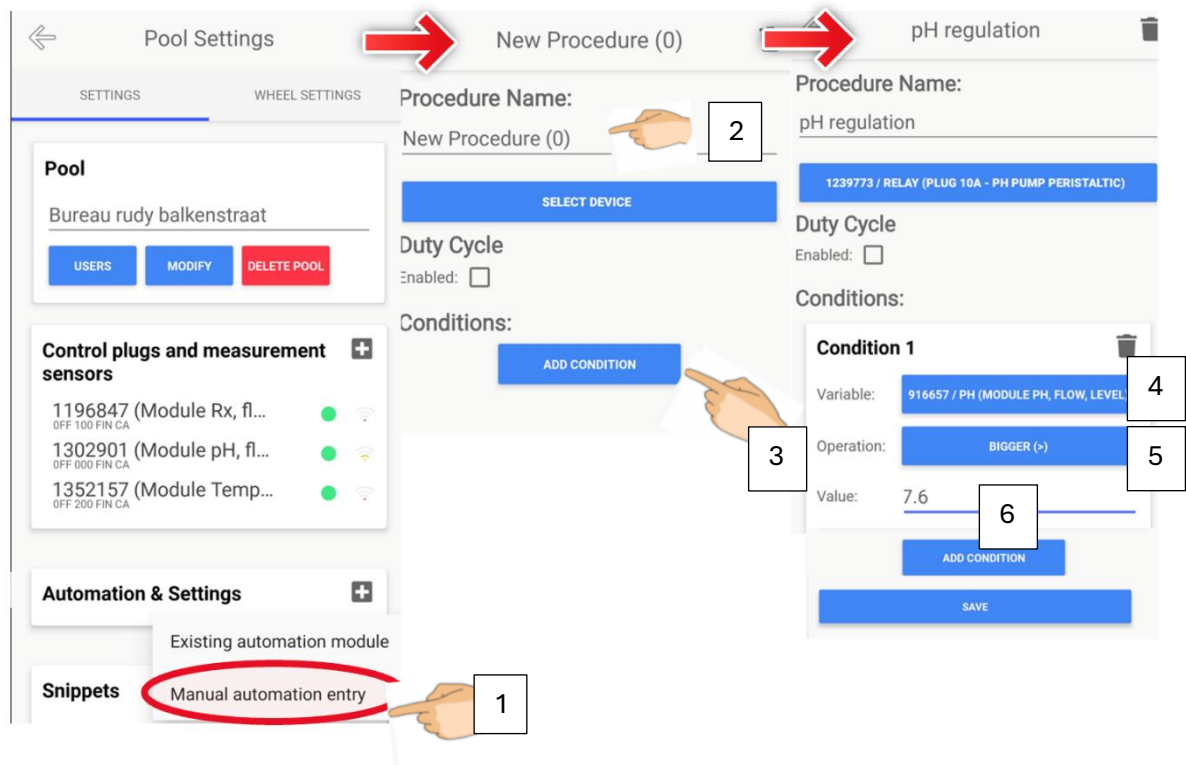 Pool Settings
SETTINGS
WHEEL SETTINGS
Pool
Bureau rudy balkenstraat
USERS
MODIFY
DELETE POOL
Control plugs and measurement
sensors
1196847 (Module Rx, fl...
0FF 100 FIN CA
1302901 (Module pH, fl...
0FF 000 FIN CA
1352157 (Module Temp...
0FF 200 FIN CA
Automation & Settings
Existing automation module
Snippets
Manual automation entry
1
New Procedure (0)
Procedure Name:
New Procedure (0)
2
SELECT DEVICE
Duty Cycle
Enabled:
Conditions:
ADD CONDITION
3
pH regulation
Procedure Name:
pH regulation
1239773 / RELAY (PLUG 10A - PH PUMP PERISTALTIC)
Duty Cycle
Enabled:
Conditions:
Condition 1
Variable:
916657 / PH (MODULE PH, FLOW, LEVEL)
4
Operation:
BIGGER (>)
5
Value:
7.6
6
ADD CONDITION
SAVE